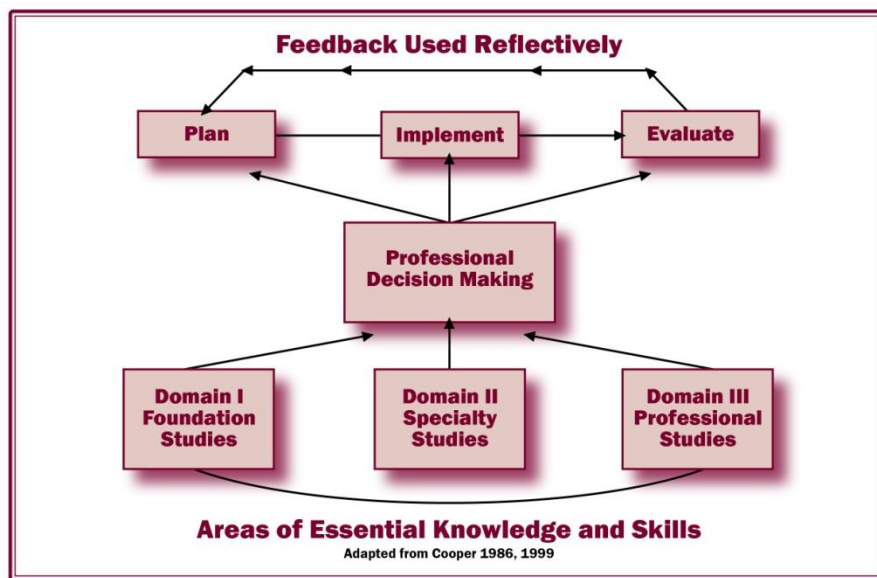 Feedback Used Reflectively
Plan
Implement
Evaluate
Professional
Decision Making
Domain I
Foundation
Studies
Domain II
Specialty
Studies
Domain III
Professional
Studies
Areas of Essential Knowledge and Skills
Adapted from Cooper 1986, 1999